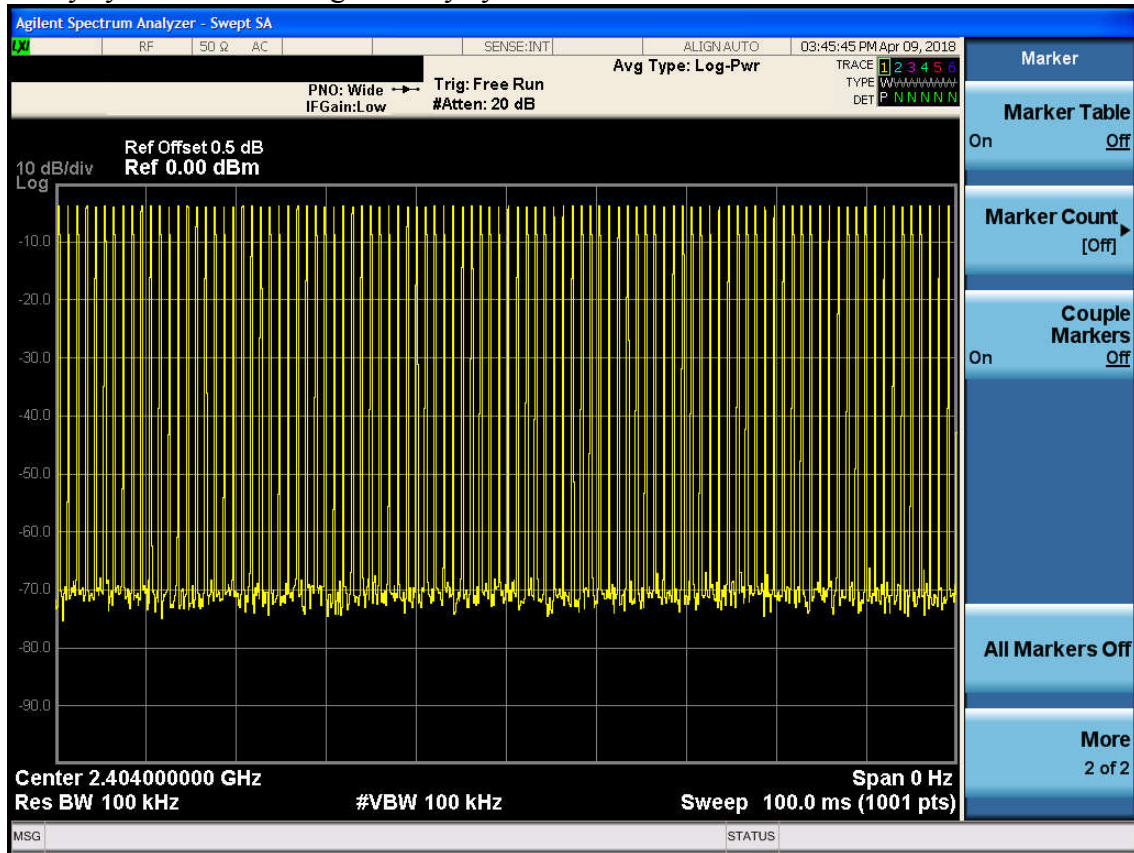 Agilent Spectrum Analyzer - Swept SA
LXI RF 50 Ω AC SENSE:INT ALIGN AUTO 03:45:45 PM Apr 09, 2018
PNO: Wide
IFGain:Low
Trig: Free Run
#Atten: 20 dB
Avg Type: Log-Pwr
TRACE 1 2 3 4 5 6
TYPE WWWWWW
DET P N N N N N
Ref Offset 0.5 dB
10 dB/div Ref 0.00 dBm
Log
-10.0
-20.0
-30.0
-40.0
-50.0
-60.0
-70.0
-80.0
-90.0
Center 2.404000000 GHz Span 0 Hz
Res BW 100 kHz #VBW 100 kHz Sweep 100.0 ms (1001 pts)
MSG STATUS
Marker
Marker Table
On Off
Marker Count
[Off]
Couple
Markers
On Off
All Markers Off
More
2 of 2